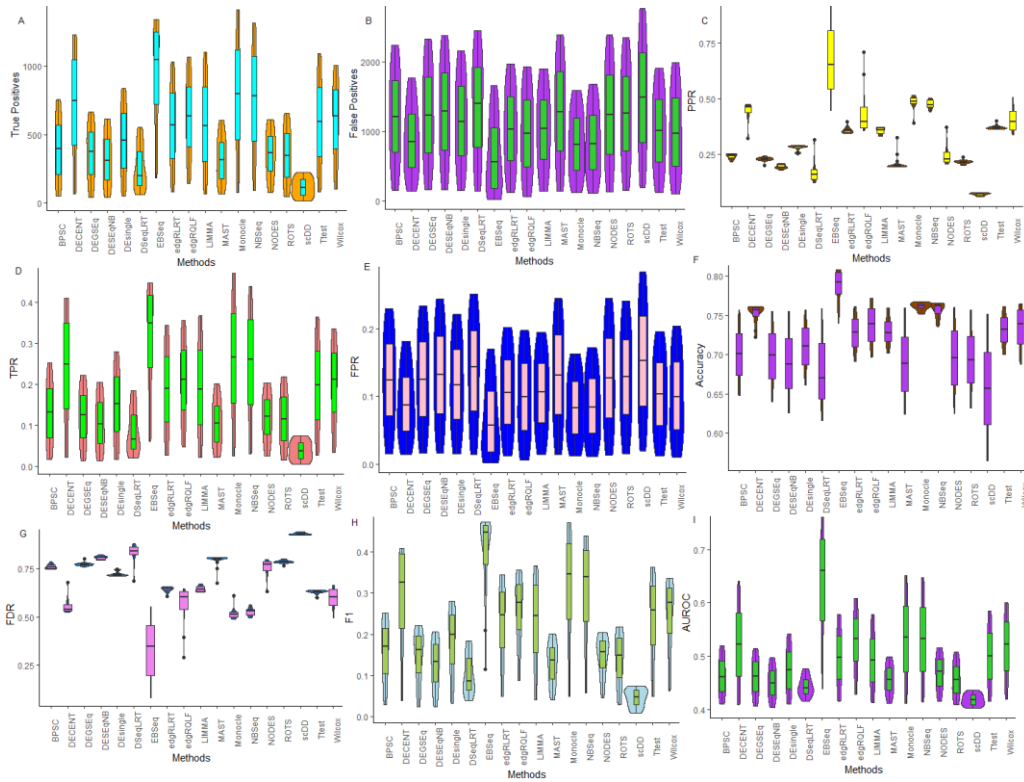 A
True Positives
1000
500
0
BPSC
DECENT
DEGSEq
DESEqNB
DEsingle
DSeqLRT
EBSeq
edgRLRT
edgRQLF
LIMMA
MAST
Monocle
NBSeq
NODES
ROTS
scDD
Ttest
Wilcox
Methods
B
False Positives
2000
1000
0
BPSC
DECENT
DEGSEq
DESEqNB
DEsingle
DSeqLRT
EBSeq
edgRLRT
edgRQLF
LIMMA
MAST
Monocle
NBSeq
NODES
ROTS
scDD
Ttest
Wilcox
Methods
C
PPR
0.75
0.50
0.25
BPSC
DECENT
DEGSEq
DESEqNB
DEsingle
DSeqLRT
EBSeq
edgRLRT
edgRQLF
LIMMA
MAST
Monocle
NBSeq
NODES
ROTS
scDD
Ttest
Wilcox
Methods
D
TPR
0.4
0.3
0.2
0.1
0.0
BPSC
DECENT
DEGSEq
DESEqNB
DEsingle
DSeqLRT
EBSeq
edgRLRT
edgRQLF
LIMMA
MAST
Monocle
NBSeq
NODES
ROTS
scDD
Ttest
Wilcox
Methods
E
FPR
0.2
0.1
0.0
BPSC
DECENT
DEGSEq
DESEqNB
DEsingle
DSeqLRT
EBSeq
edgRLRT
edgRQLF
LIMMA
MAST
Monocle
NBSeq
NODES
ROTS
scDD
Ttest
Wilcox
Methods
F
Accuracy
0.75
0.70
0.65
0.60
BPSC
DECENT
DEGSEq
DESEqNB
DEsingle
DSeqLRT
EBSeq
edgRLRT
edgRQLF
LIMMA
MAST
Monocle
NBSeq
NODES
ROTS
scDD
Ttest
Wilcox
Methods
G
FDR
0.75
0.50
0.25
BPSC
DECENT
DEGSEq
DESEqNB
DEsingle
DSeqLRT
EBSeq
edgRLRT
edgRQLF
LIMMA
MAST
Monocle
NBSeq
NODES
ROTS
scDD
Ttest
Wilcox
Methods
H
F1
0.4
0.3
0.2
0.1
0.0
BPSC
DECENT
DEGSEq
DESEqNB
DEsingle
DSeqLRT
EBSeq
edgRLRT
edgRQLF
LIMMA
MAST
Monocle
NBSeq
NODES
ROTS
scDD
Ttest
Wilcox
Methods
I
AUROC
0.7
0.6
0.5
0.4
BPSC
DECENT
DEGSEq
DESEqNB
DEsingle
DSeqLRT
EBSeq
edgRLRT
edgRQLF
LIMMA
MAST
Monocle
NBSeq
NODES
ROTS
scDD
Ttest
Wilcox
Methods